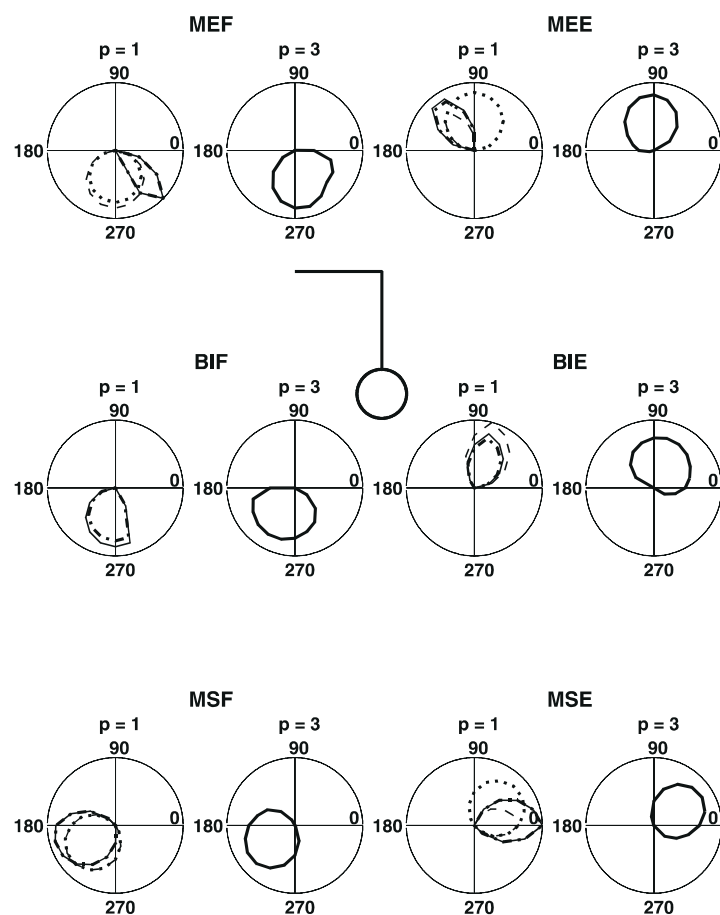 MEF MEE
p = 1 p = 3 p = 1 p = 3
90 90 90 90
180 0 180 0 180 0 180 0
270 270 270 270
BIF BIE
p = 1 p = 3 p = 1 p = 3
90 90 90 90
180 0 180 0 180 0 180 0
270 270 270 270
MSF MSE
p = 1 p = 3 p = 1 p = 3
90 90 90 90
180 0 180 0 180 0 180 0
270 270 270 270